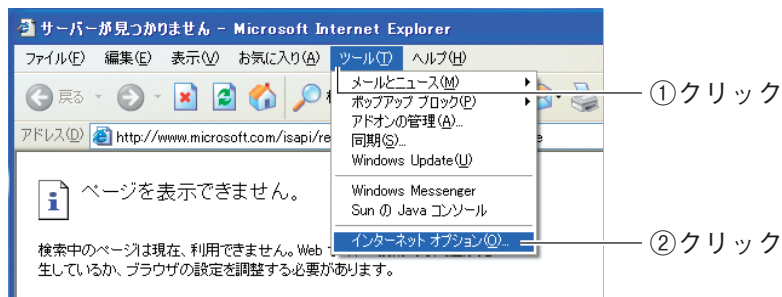 サーバーが見つかりません - Microsoft Internet Explorer
ファイル(F) 編集(E) 表示(V) お気に入り(A) ツール(T) ヘルプ(H)
戻る
アドレス(D) http://www.microsoft.com/isapi/re
メールとニュース(M)
ポップアップ ブロック(P)
アドオンの管理(A)...
同期(S)...
Windows Update(U)
Windows Messenger
Sun の Java コンソール
インターネット オプション(O)...
①クリック
②クリック
ページを表示できません。
検索中のページは現在、利用できません。Web
生しているか、ブラウザの設定を調整する必要があります。